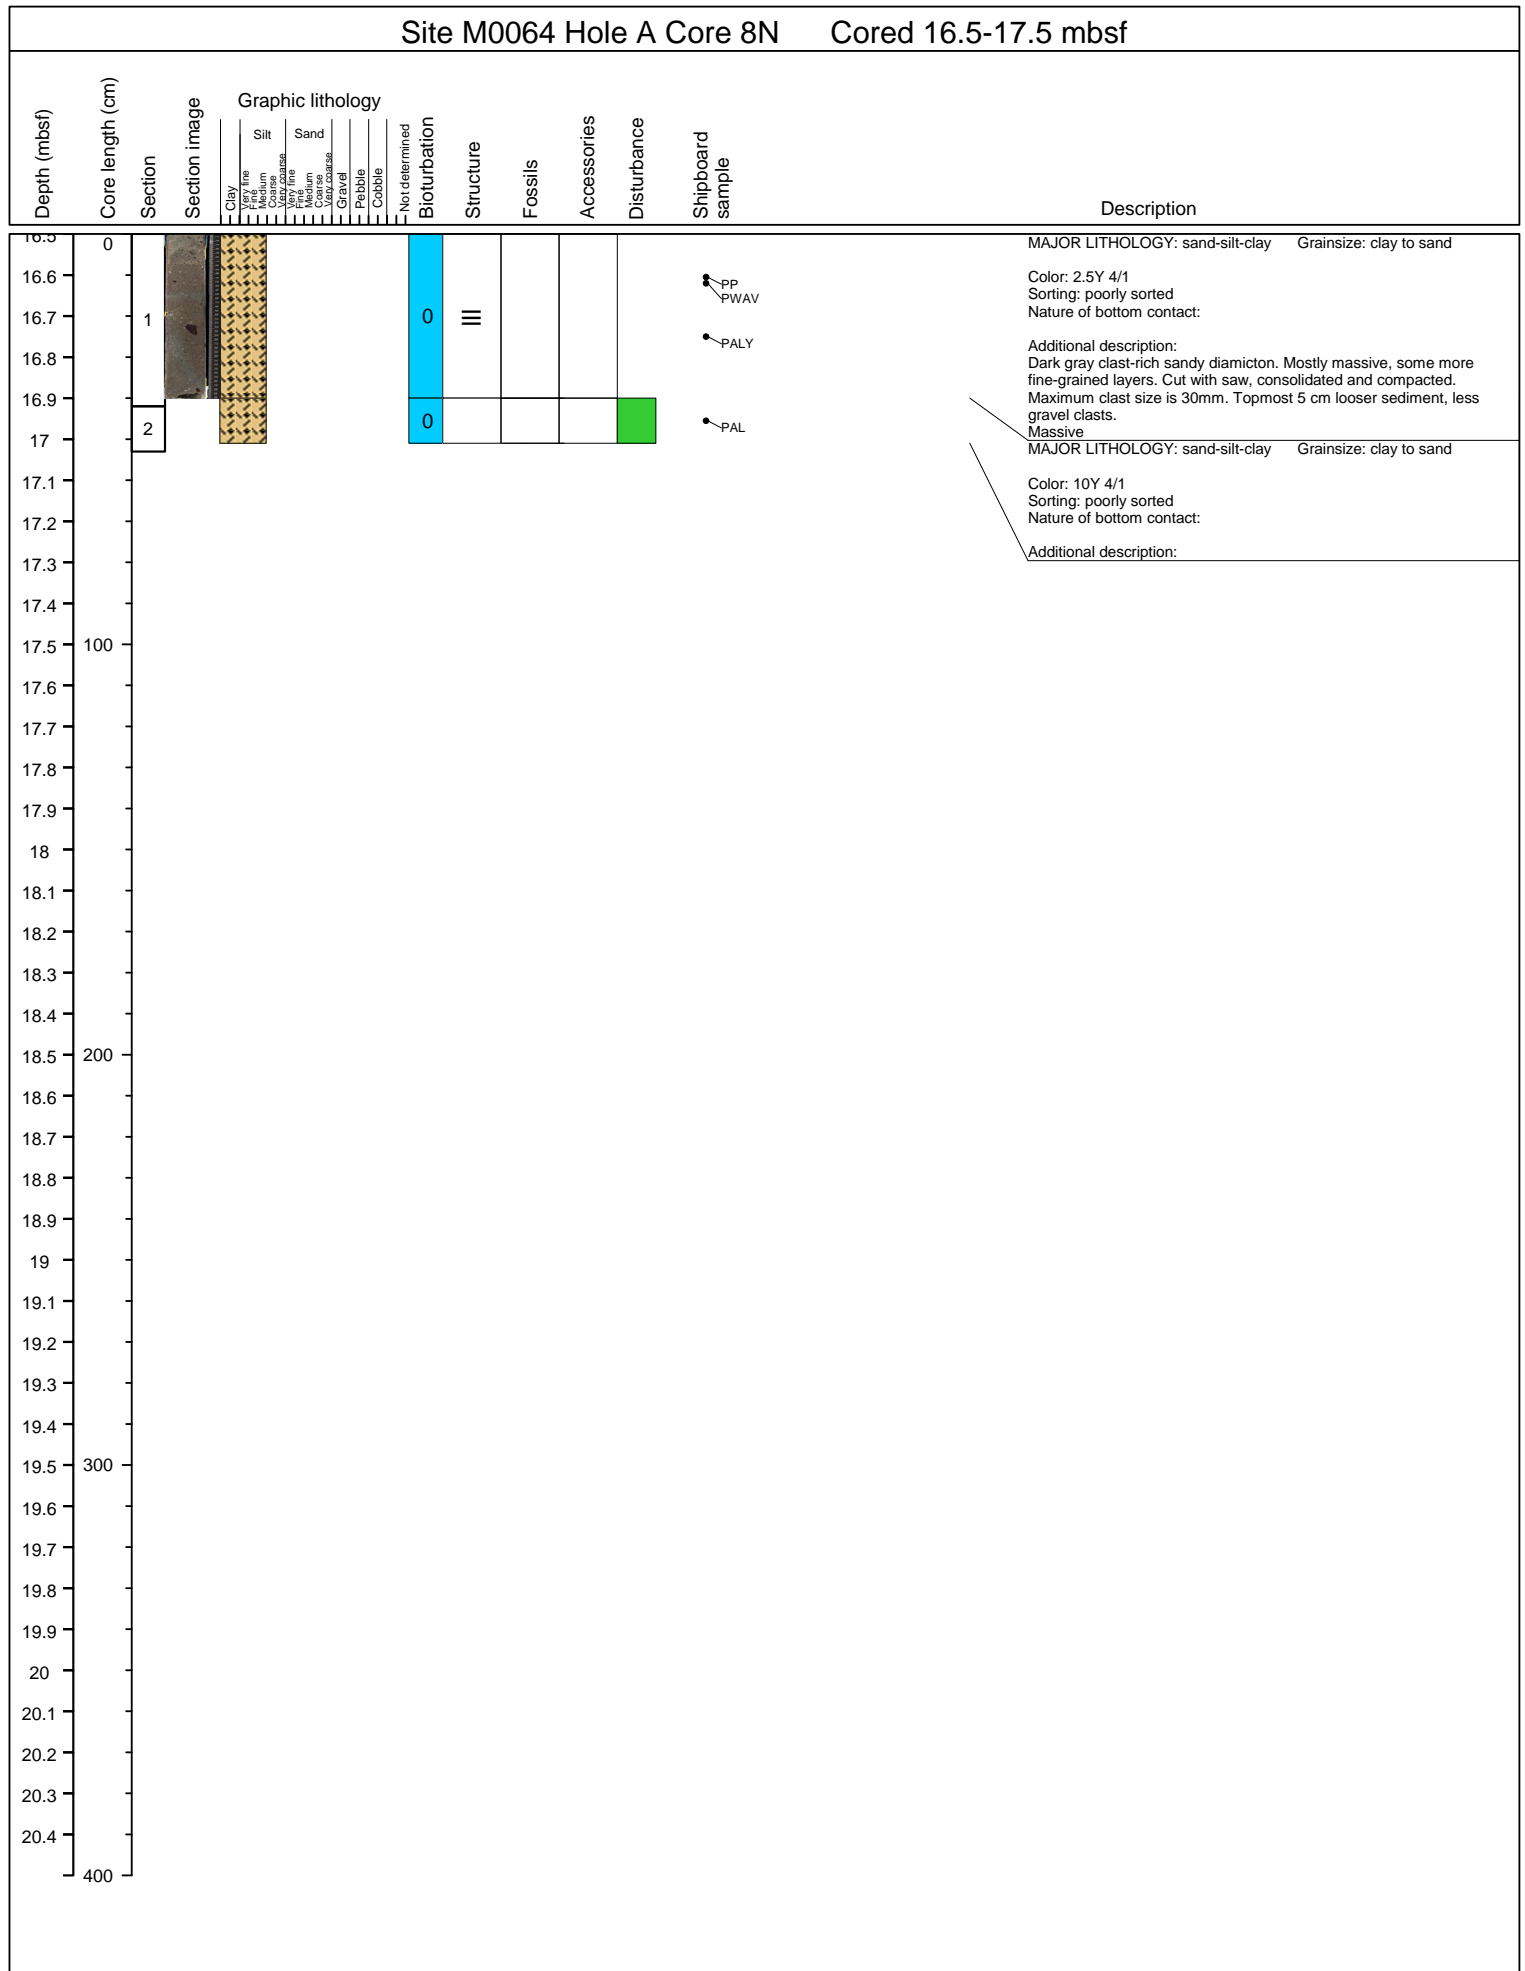 Site M0064 Hole A Core 8N Cored 16.5-17.5 mbsf
Depth (mbsf)
Core length (cm)
Section
Section image
Graphic lithology
Clay
Silt
Very fine
Fine
Medium
Coarse
Very coarse
Sand
Very fine
Fine
Medium
Coarse
Very coarse
Gravel
Pebble
Cobble
Not determined
Bioturbation
Structure
Fossils
Accessories
Disturbance
Shipboard
sample
Description
16.5
16.6
16.7
16.8
16.9
17
17.1
17.2
17.3
17.4
17.5
17.6
17.7
17.8
17.9
18
18.1
18.2
18.3
18.4
18.5
18.6
18.7
18.8
18.9
19
19.1
19.2
19.3
19.4
19.5
19.6
19.7
19.8
19.9
20
20.1
20.2
20.3
20.4
0
100
200
300
400
1
2
0
0
PP
PWAV
PALY
PAL
MAJOR LITHOLOGY: sand-silt-clay Grainsize: clay to sand
Color: 2.5Y 4/1
Sorting: poorly sorted
Nature of bottom contact:
Additional description:
Dark gray clast-rich sandy diamicton. Mostly massive, some more
fine-grained layers. Cut with saw, consolidated and compacted.
Maximum clast size is 30mm. Topmost 5 cm looser sediment, less
gravel clasts.
Massive
MAJOR LITHOLOGY: sand-silt-clay Grainsize: clay to sand
Color: 10Y 4/1
Sorting: poorly sorted
Nature of bottom contact:
Additional description: